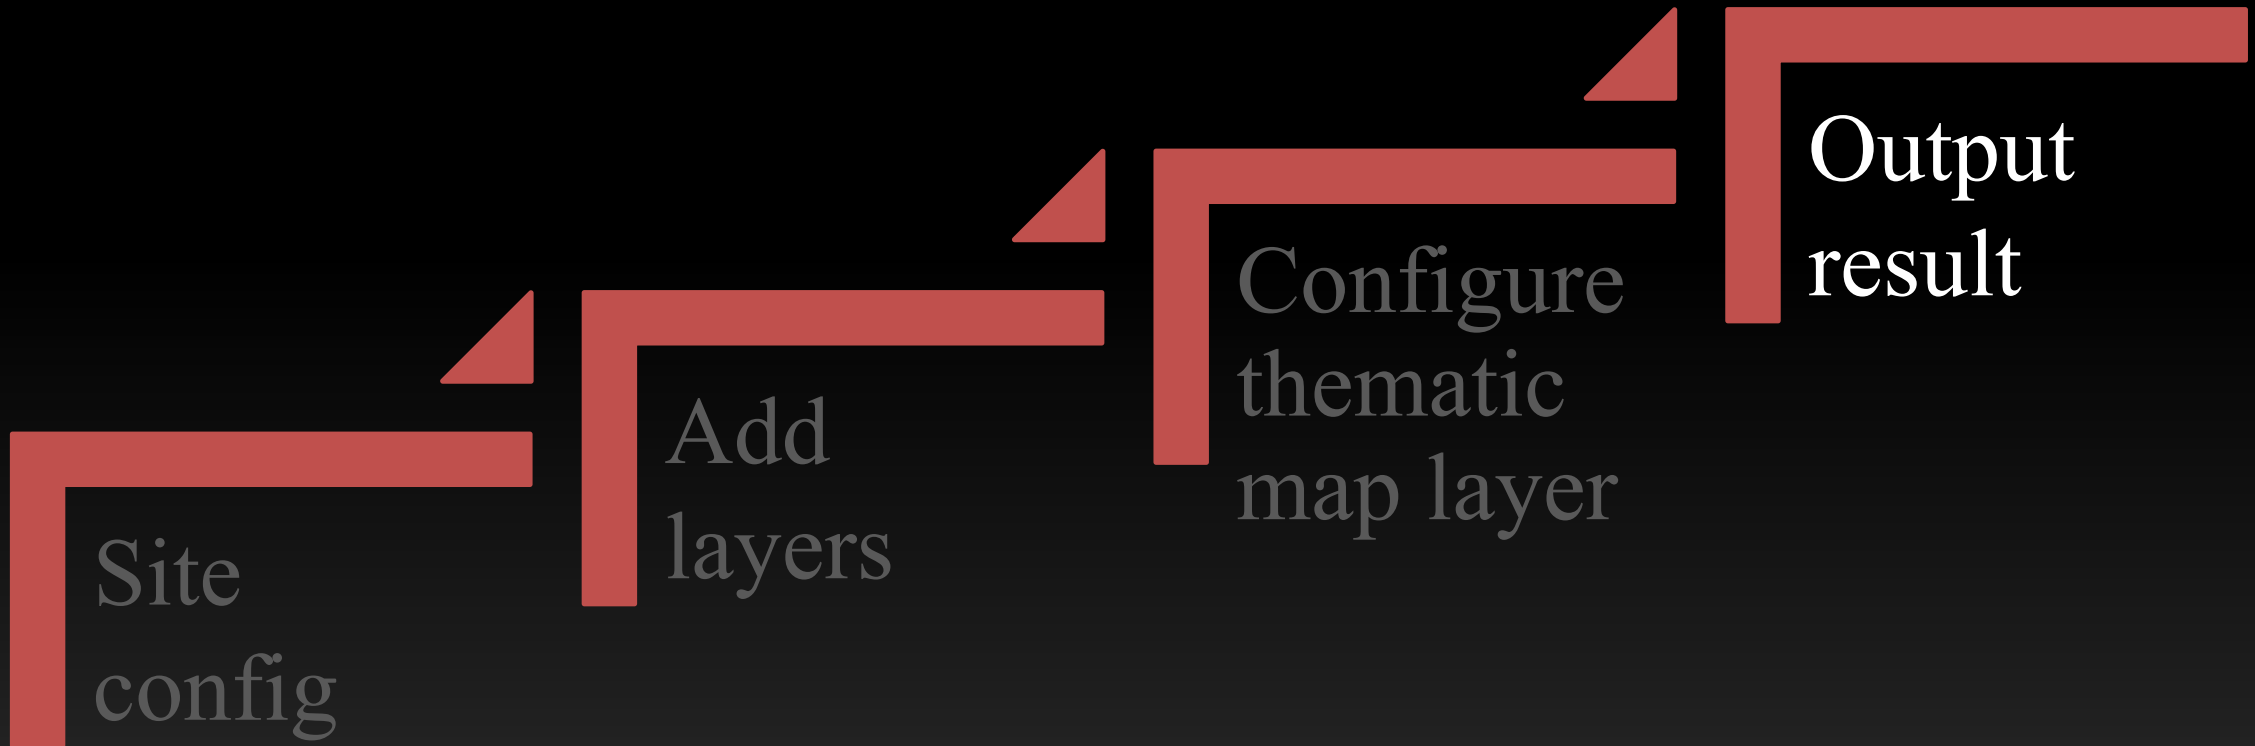 Site
config
Add
layers
Configure
thematic
map layer
Output
result